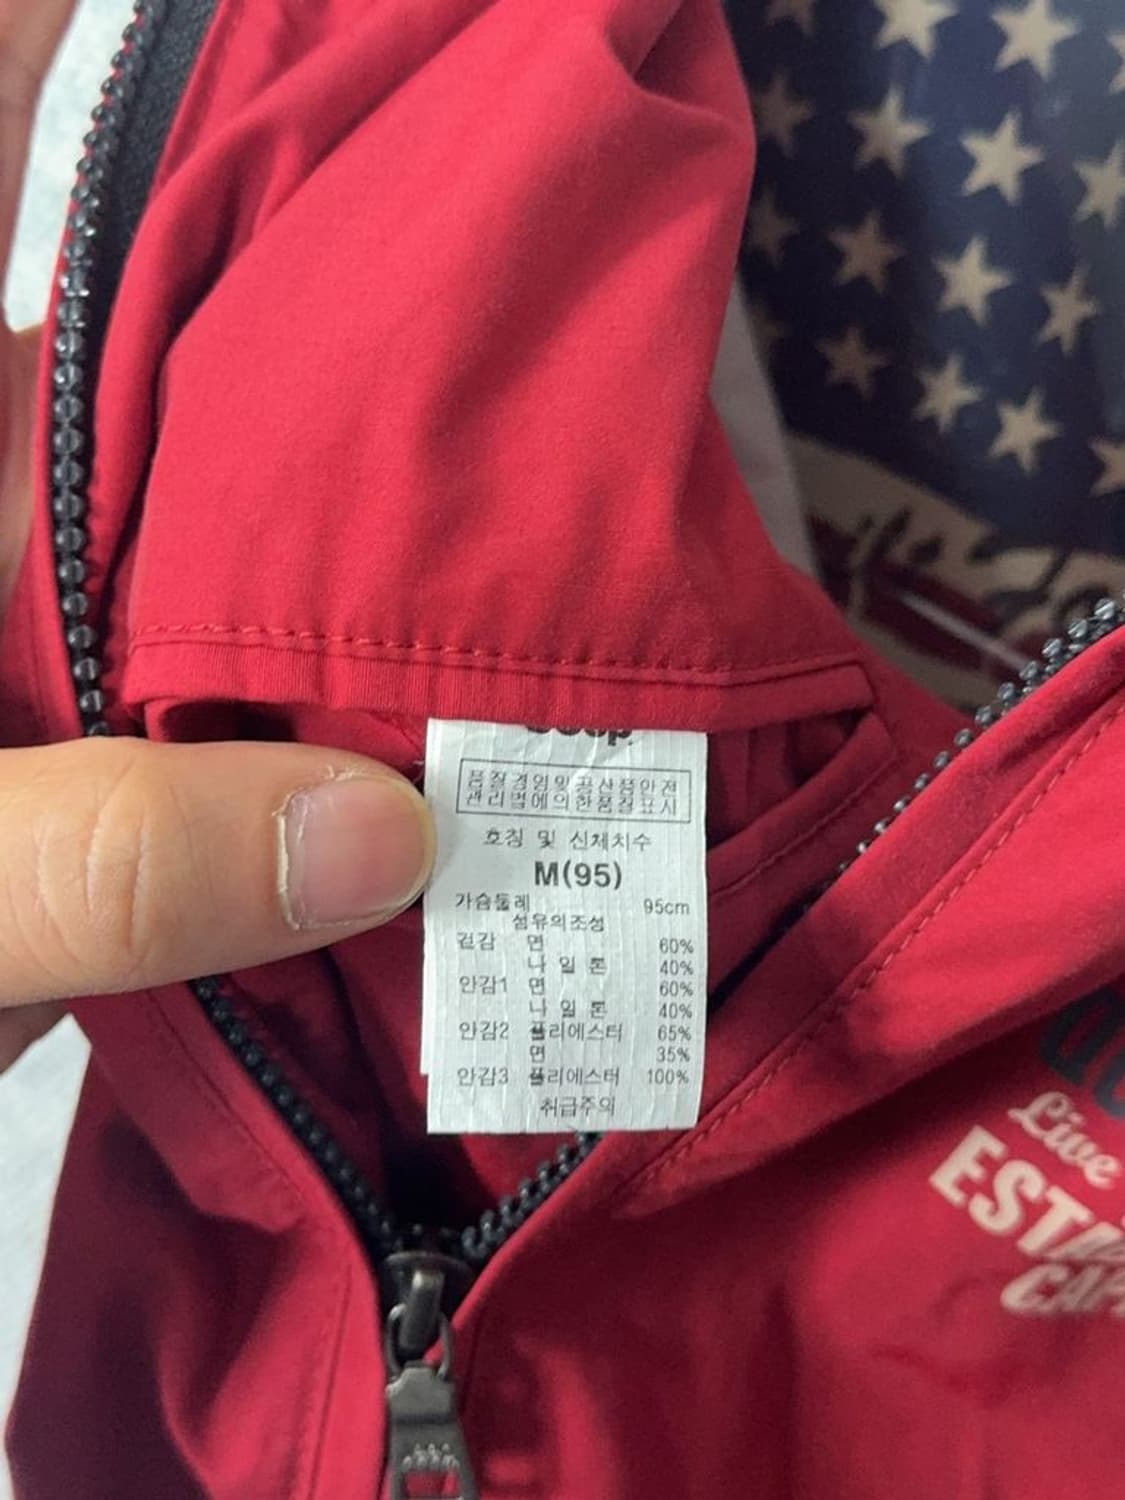 Jeep
품질경영및공산품안전
관리법에의한품질표시
호칭 및 신체치수
M(95)
가슴둘레 95cm
섬유의조성
겉감 면 60%
나일론 40%
안감1 면 60%
나일론 40%
안감2 폴리에스터 65%
면 35%
안감3 폴리에스터 100%
취급주의
Live